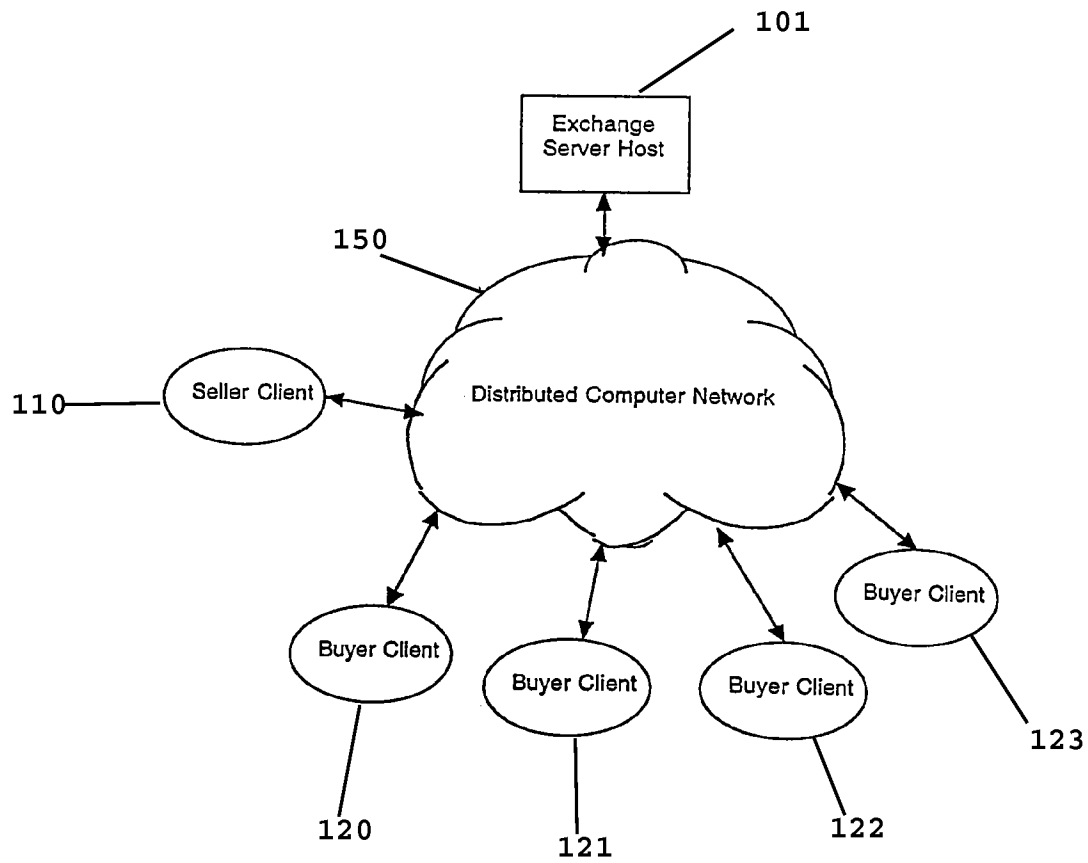 101
Exchange
Server Host
150
110
Seller Client
Distributed Computer Network
Buyer Client
Buyer Client
Buyer Client
Buyer Client
123
120
121
122